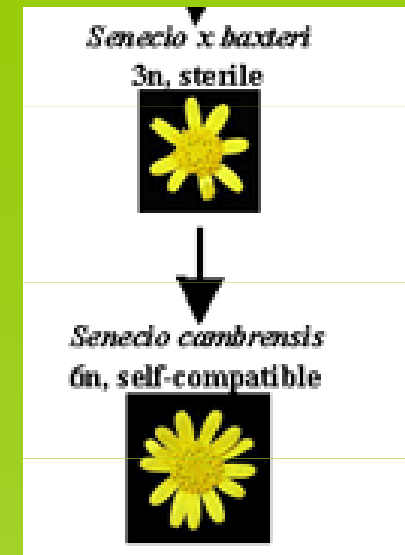 Senecio x baxteri
3n, sterile
Senecio cambrensis
6n, self-compatible